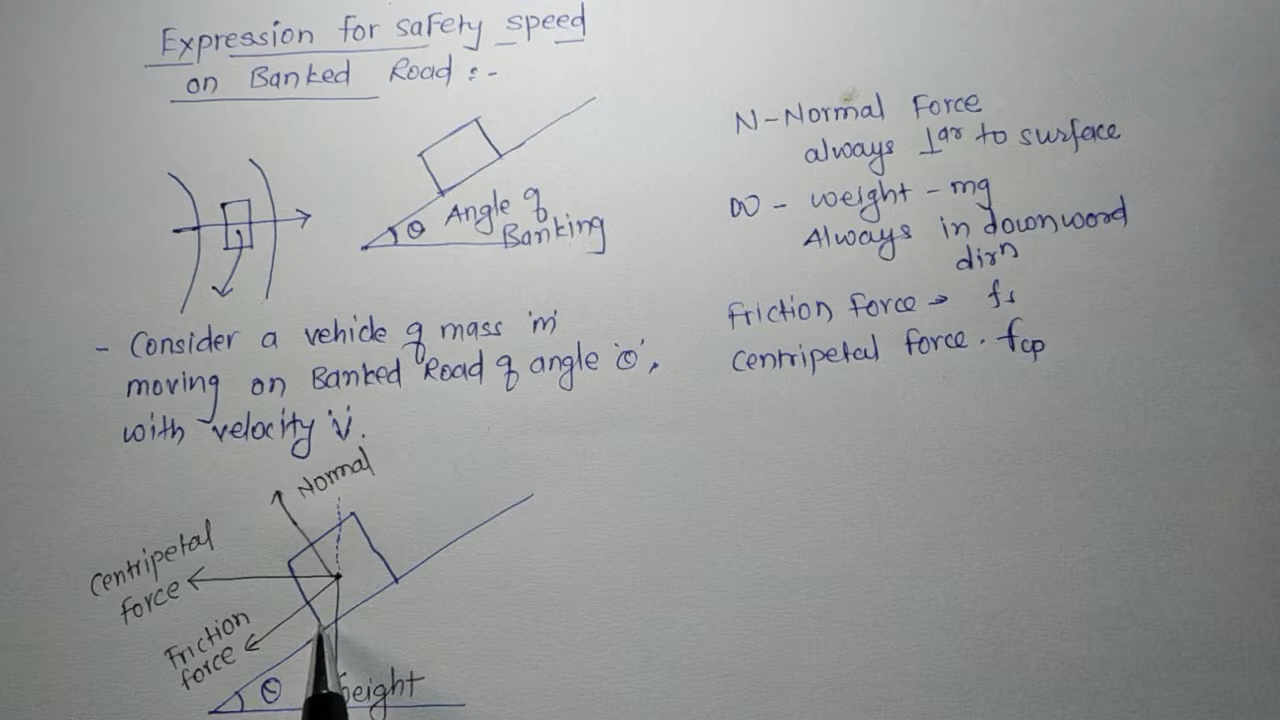 Expression for safety speed
on Banked Road :-
θ Angle of
Banking
- Consider a vehicle of mass 'm'
moving on Banked Road of angle 'θ',
with velocity 'v'.
N - Normal Force
always ⊥ar to surface
W - weight - mg
Always in downword
dirn
Friction Force → fs
centripetal force . fcp
Normal
Centripetal
force
Friction
force
θ